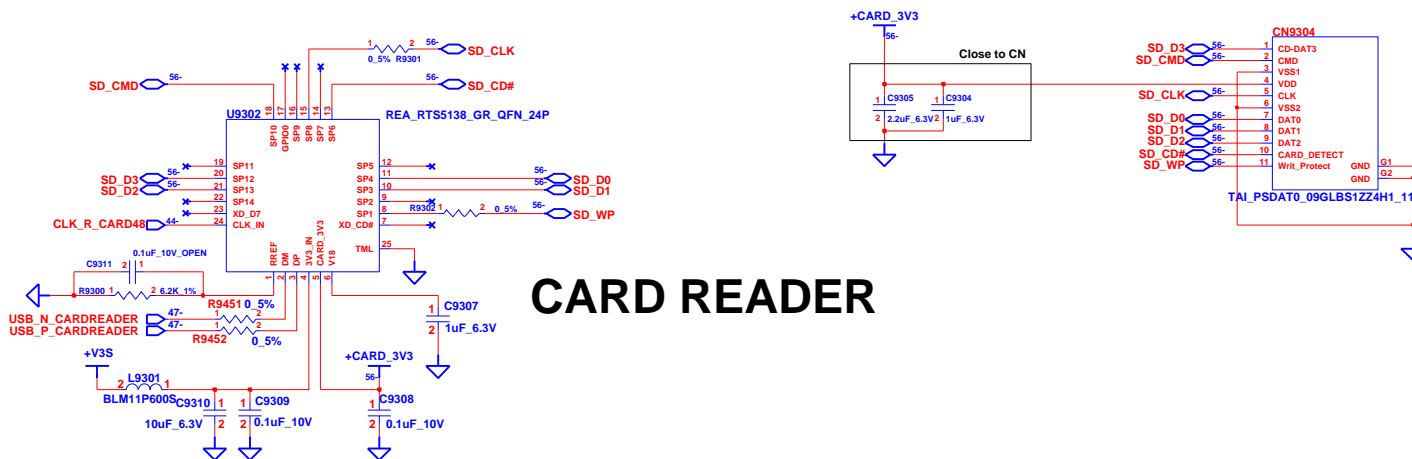 +CARD_3V3
56-
CN9304
1 2
56-
SD_CLK
0_5% R9301
Close to CN
SD_D3 56- 1 CD-DAT3
SD_CMD 56- 2 CMD
3 VSS1
4 VDD
SD_CLK 56- 5 CLK
6 VSS2
SD_D0 56- 7 DAT0
SD_D1 56- 8 DAT1
SD_D2 56- 9 DAT2
SD_CD# 56- 10 CARD_DETECT
SD_WP 56- 11 Writ_Protect
GND G1
GND G2
TAI_PSDAT0_09GLBS1ZZ4H1_11
1 C9305
2 2.2uF_6.3V
1 C9304
2 1uF_6.3V
SD_CMD 56-
56- SD_CD#
U9302
REA_RTS5138_GR_QFN_24P
18 17 16 15 14 13
SP10 GPIO0 SP9 SP8 SP7 SP6
19 SP11
SD_D3 56- 20 SP12
SD_D2 56- 21 SP13
22 SP14
23 XD_D7
CLK_R_CARD48 44- 24 CLK_IN
SP5 12
SP4 11 56- SD_D0
SP3 10 56- SD_D1
SP2 9
SP1 8 R9302 1 2 0_5% 56- SD_WP
XD_CD# 7
TML 25
RREF DM DP 3V3_IN CARD_3V3 V18
1 2 3 4 5 6
0.1uF_10V_OPEN
C9311 2 1
R9300 1 2 6.2K_1%
R9451 0_5%
USB_N_CARDREADER 47- 1 2
USB_P_CARDREADER 47- 1 2
R9452 0_5%
CARD READER
C9307
1
2 1uF_6.3V
+V3S
L9301
2 1
BLM11P600S
C9310 1
10uF_6.3V 2
C9309
1
2 0.1uF_10V
+CARD_3V3
56-
C9308
1
2 0.1uF_10V